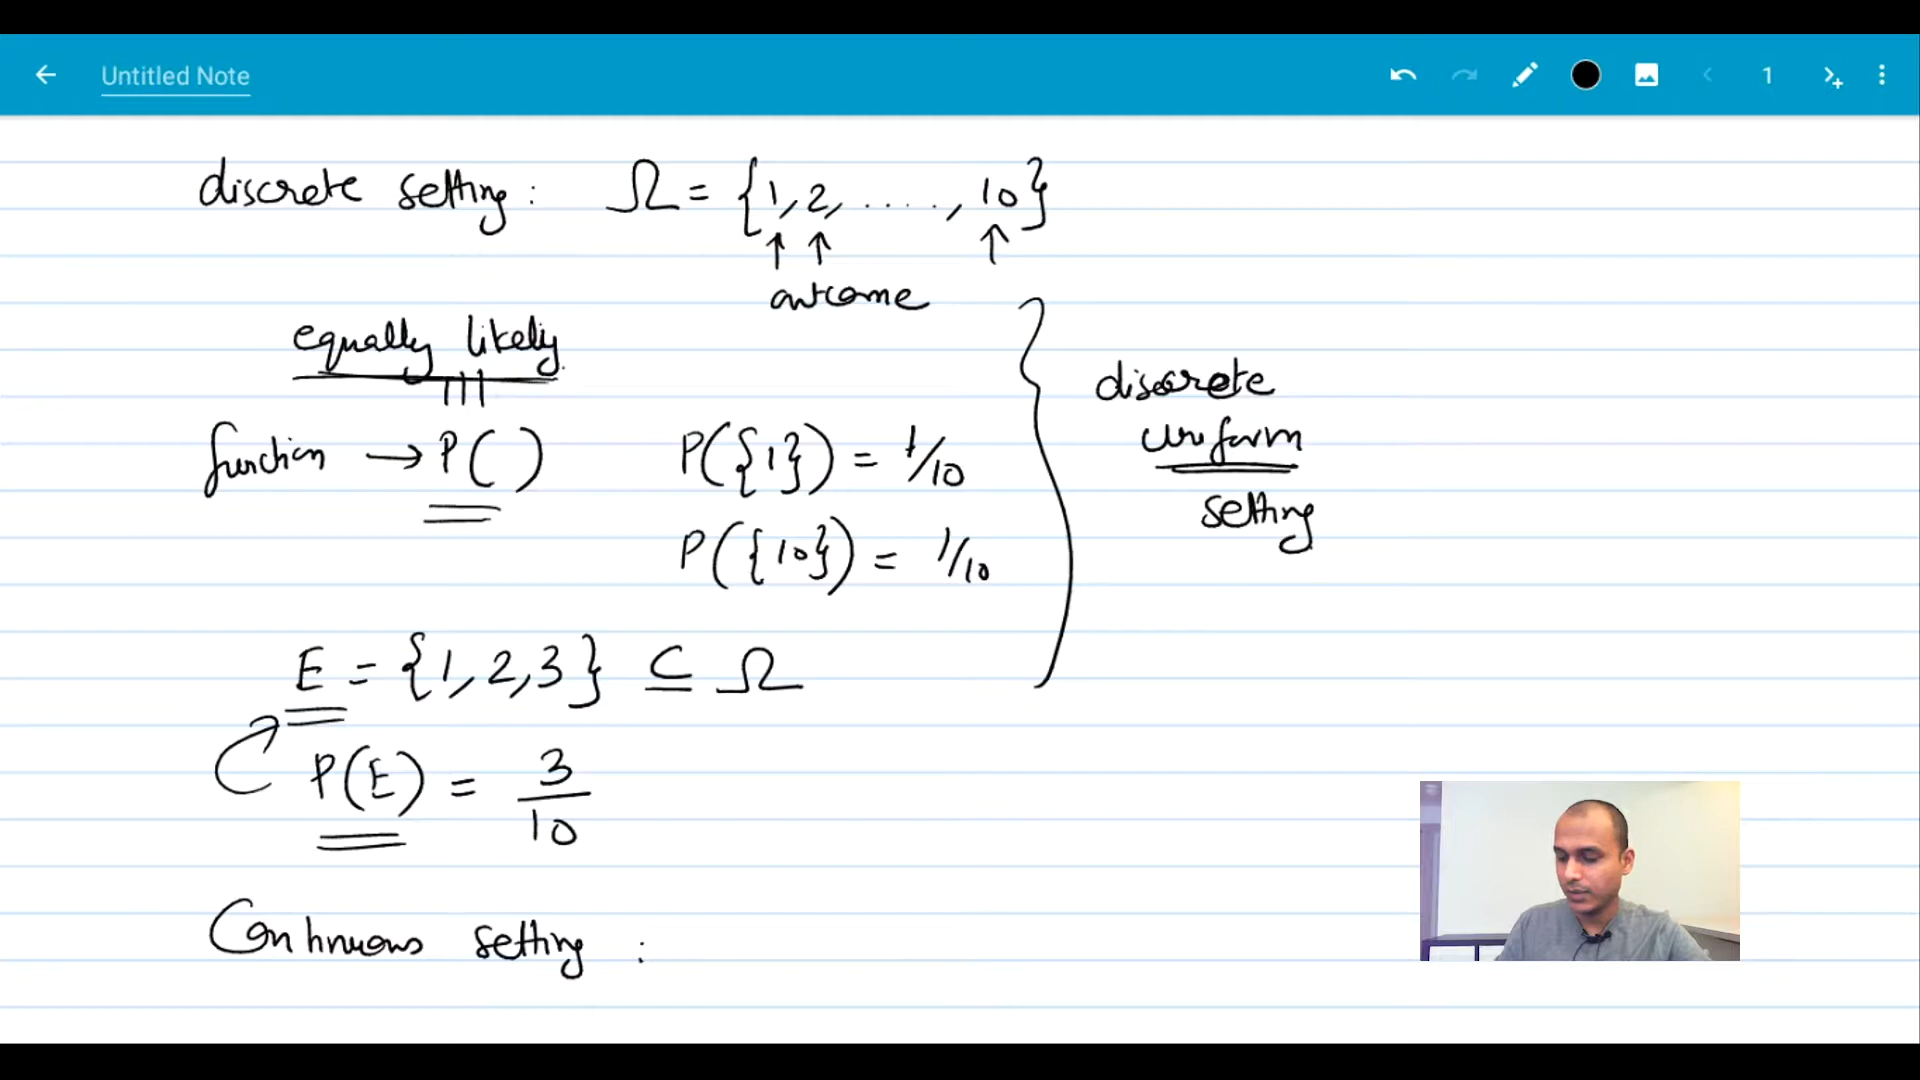 Untitled Note
1
discrete setting : Ω = {1, 2, ...., 10}
↑ ↑ ↑
outcome
equally likely
function → P( )
P({1}) = 1/10
P({10}) = 1/10
discrete
uniform
setting
E = {1, 2, 3} ⊆ Ω
P(E) = 3/10
Continuous setting :